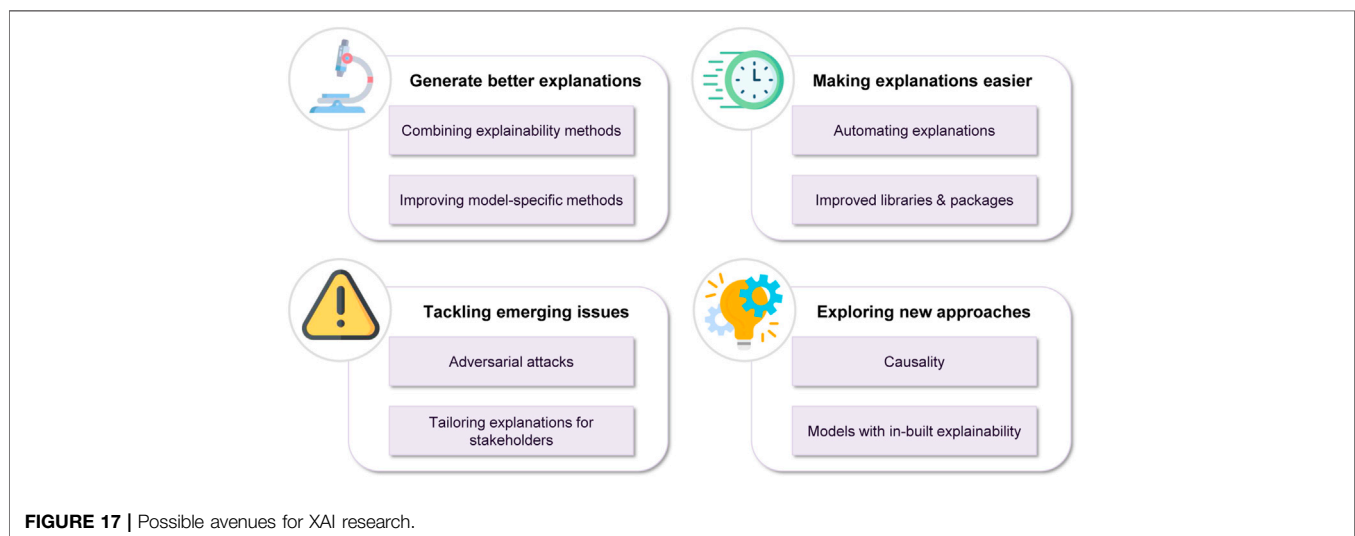 Generate better explanations
Combining explainability methods
Improving model-specific methods
Making explanations easier
Automating explanations
Improved libraries & packages
Tackling emerging issues
Adversarial attacks
Tailoring explanations for
stakeholders
Exploring new approaches
Causality
Models with in-built explainability
FIGURE 17 | Possible avenues for XAI research.